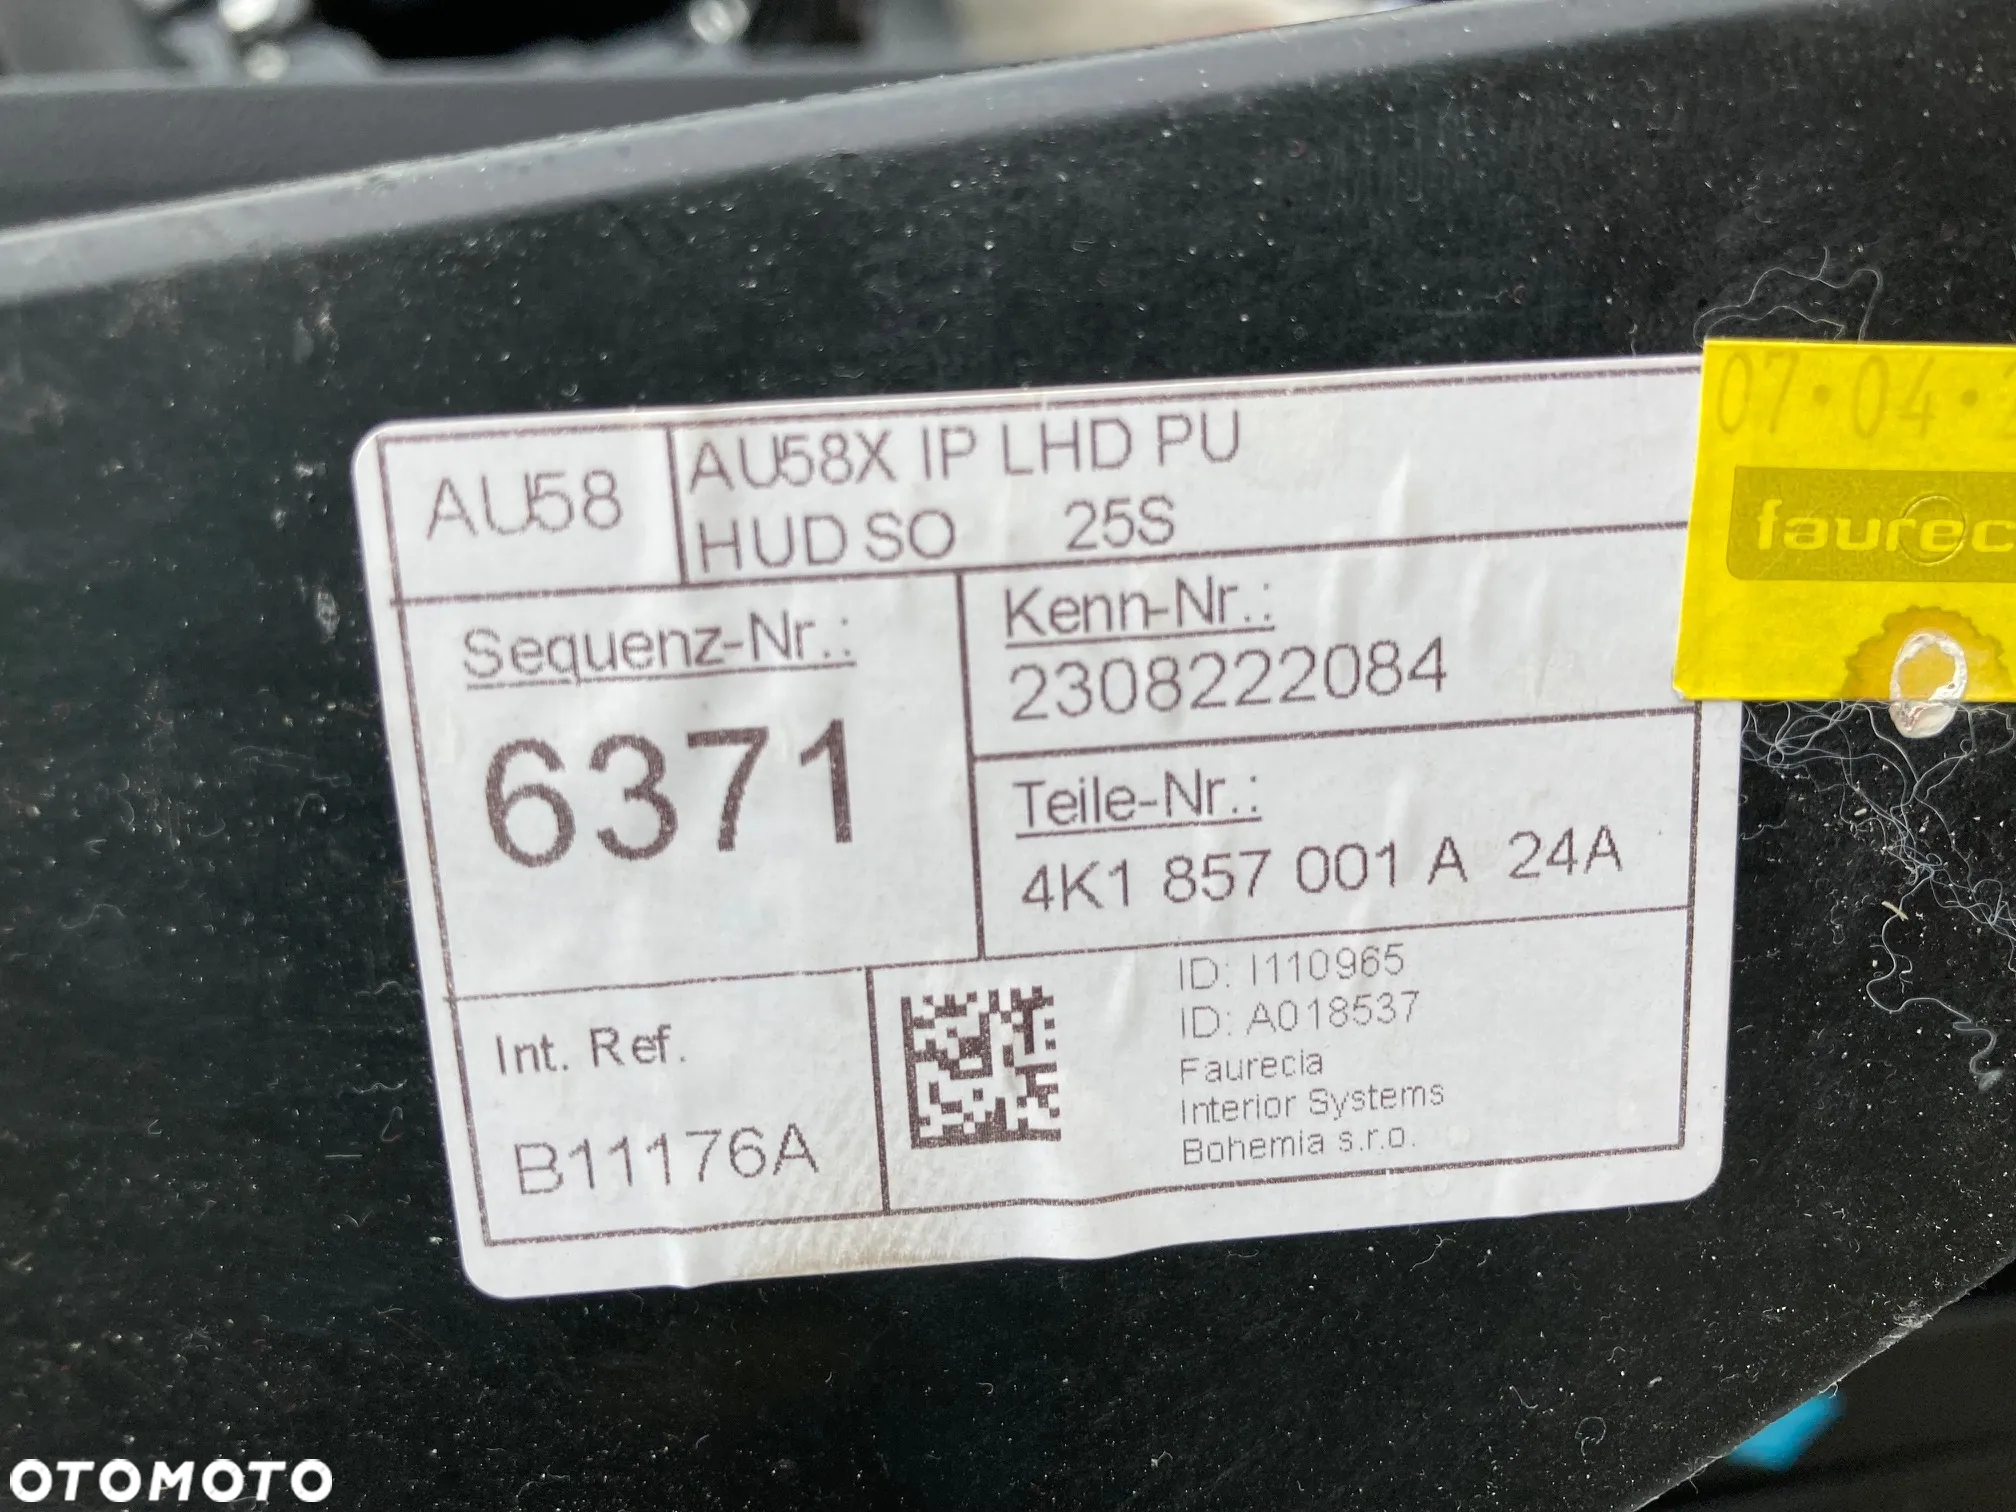 AU58
AU58X IP LHD PU
HUD SO 25S
07.04.
faurec
Sequenz-Nr.:
6371
Kenn-Nr.:
2308222084
Teile-Nr.:
4K1 857 001 A 24A
Int. Ref.
B11176A
ID: I110965
ID: A018537
Faurecia
Interior Systems
Bohemia s.r.o.
OTOMOTO